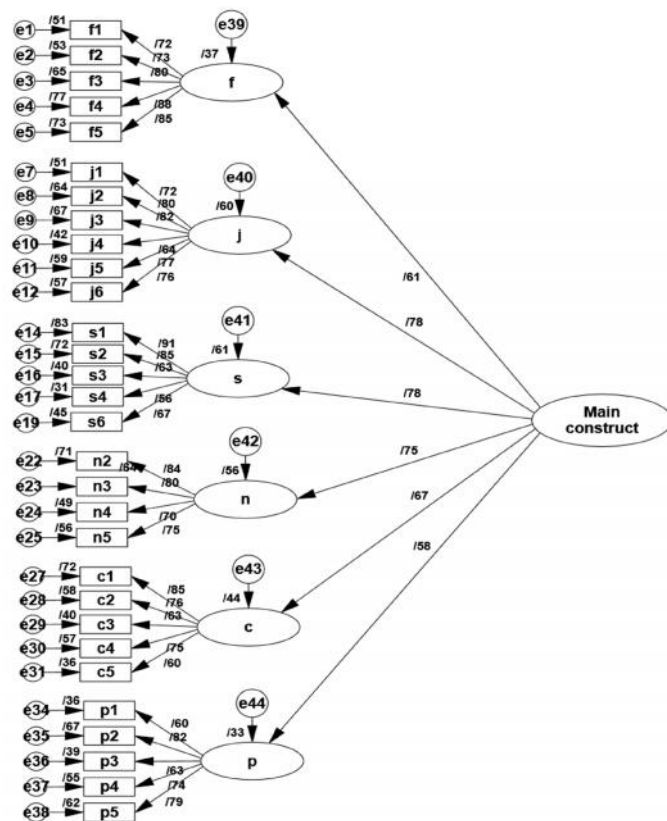 e39
e1 /51 f1
e2 /53 f2 /72
e3 /65 f3 /73 /80
e4 /77 f4 /88
e5 /73 f5 /85
/37
f
e7 /51 j1
e8 /64 j2 /72
e9 /67 j3 /80 /82
e10 /42 j4 /64
e11 /59 j5 /77
e12 /57 j6 /76
e40
/60
j
/61
/78
e14 /83 s1
e15 /72 s2 /91
e16 /40 s3 /85 /63
e17 /31 s4 /56
e19 /45 s6 /67
e41
/61
s
/78
Main
construct
e22 /71 n2
e23 n3 /84 /80
e24 /49 n4 /70
e25 /56 n5 /75
e42
/56
n
/75
/67
/58
e27 /72 c1
e28 /58 c2 /85
e29 /40 c3 /76 /63
e30 /57 c4 /75
e31 /36 c5 /60
e43
/44
c
e34 /36 p1
e35 /67 p2 /60
e36 /39 p3 /82
e37 /55 p4 /63 /74
e38 /62 p5 /79
e44
/33
p